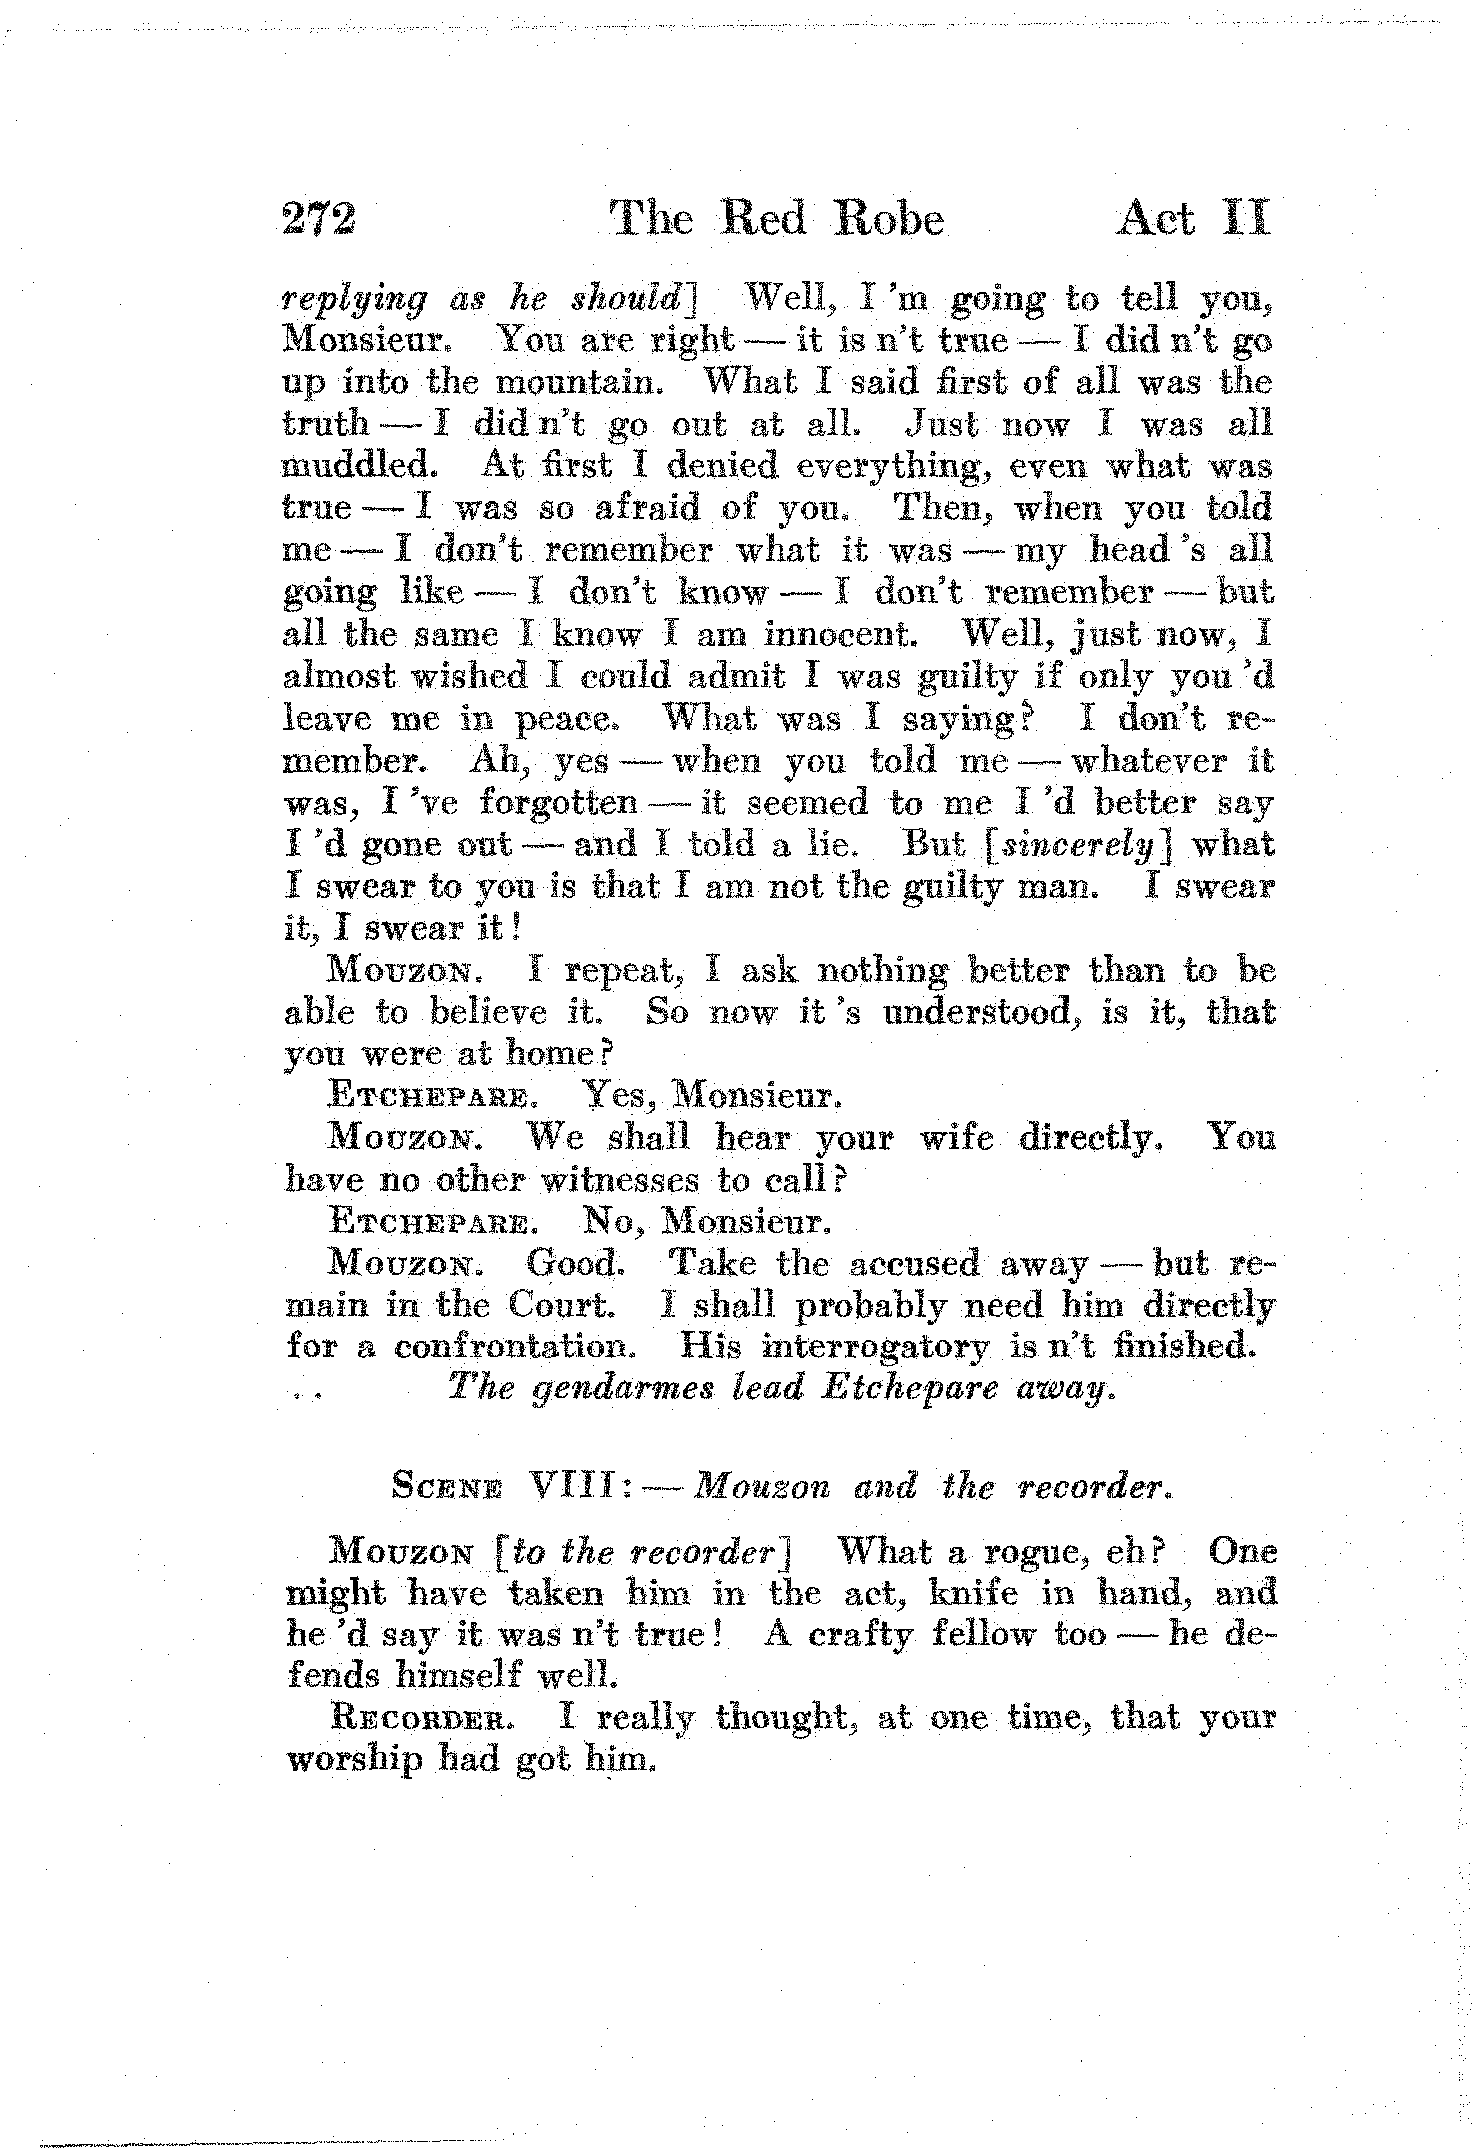 272 The Red Robe Act II
replying as he should] Well, I 'm going to tell you,
Monsieur. You are right — it is n't true — I did n't go
up into the mountain. What I said first of all was the
truth — I did n't go out at all. Just now I was all
muddled. At first I denied everything, even what was
true — I was so afraid of you. Then, when you told
me — I don't remember what it was — my head 's all
going like — I don't know — I don't remember — but
all the same I know I am innocent. Well, just now, I
almost wished I could admit I was guilty if only you 'd
leave me in peace. What was I saying? I don't re-
member. Ah, yes — when you told me — whatever it
was, I 've forgotten — it seemed to me I 'd better say
I 'd gone out — and I told a lie. But [sincerely] what
I swear to you is that I am not the guilty man. I swear
it, I swear it!
MOUZON. I repeat, I ask nothing better than to be
able to believe it. So now it 's understood, is it, that
you were at home?
ETCHEPARE. Yes, Monsieur.
MOUZON. We shall hear your wife directly. You
have no other witnesses to call?
ETCHEPARE. No, Monsieur.
MOUZON. Good. Take the accused away — but re-
main in the Court. I shall probably need him directly
for a confrontation. His interrogatory is n't finished.
The gendarmes lead Etchepare away.
SCENE VIII: — Mouzon and the recorder.
MOUZON [to the recorder] What a rogue, eh? One
might have taken him in the act, knife in hand, and
he 'd say it was n't true! A crafty fellow too — he de-
fends himself well.
RECORDER. I really thought, at one time, that your
worship had got him.